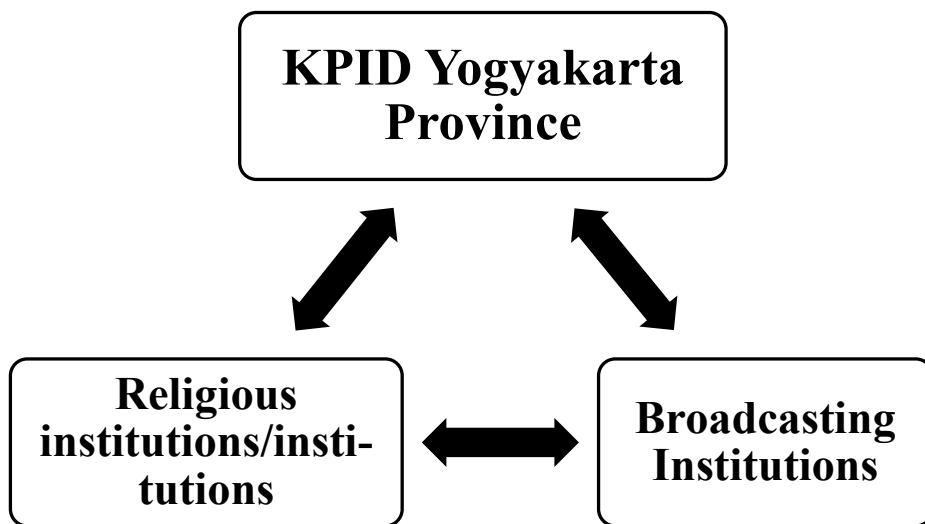 KPID Yogyakarta
Province
Religious
institutions/insti-
tutions
Broadcasting
Institutions